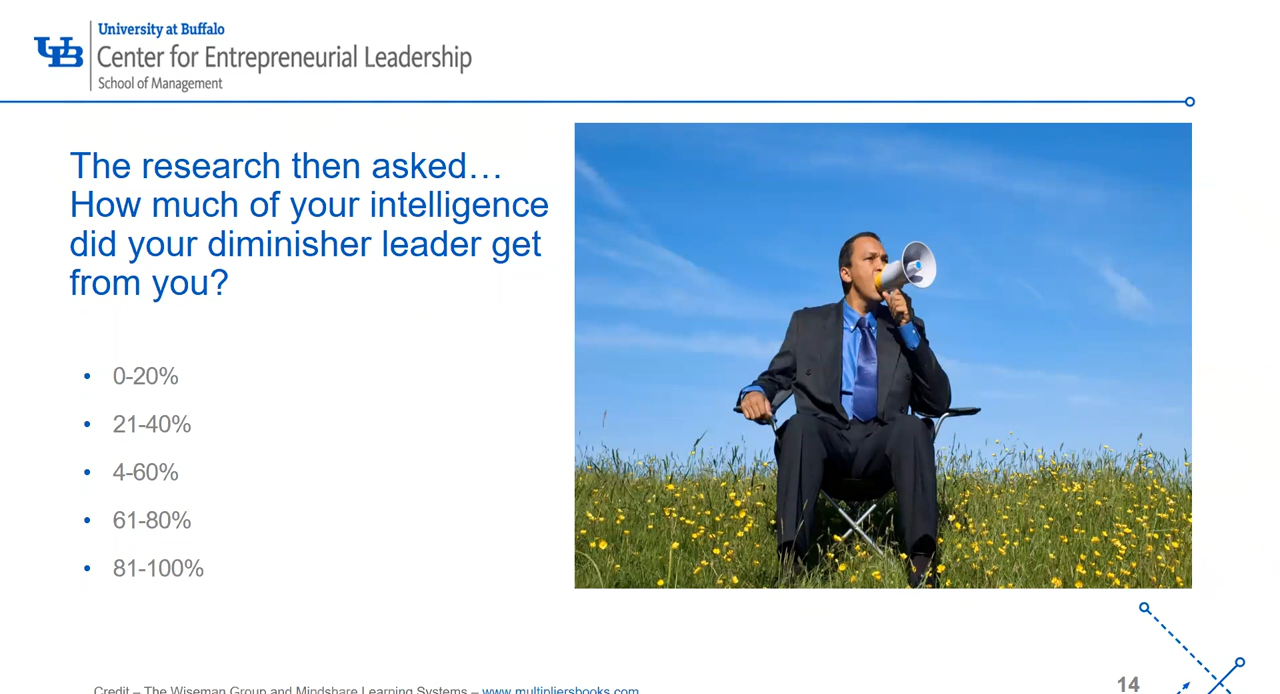 University at Buffalo
UB
Center for Entrepreneurial Leadership
School of Management
The research then asked…
How much of your intelligence
did your diminisher leader get
from you?
• 0-20%
• 21-40%
• 4-60%
• 61-80%
• 81-100%
Credit – The Wiseman Group and Mindshare Learning Systems – www.multipliersbooks.com
14